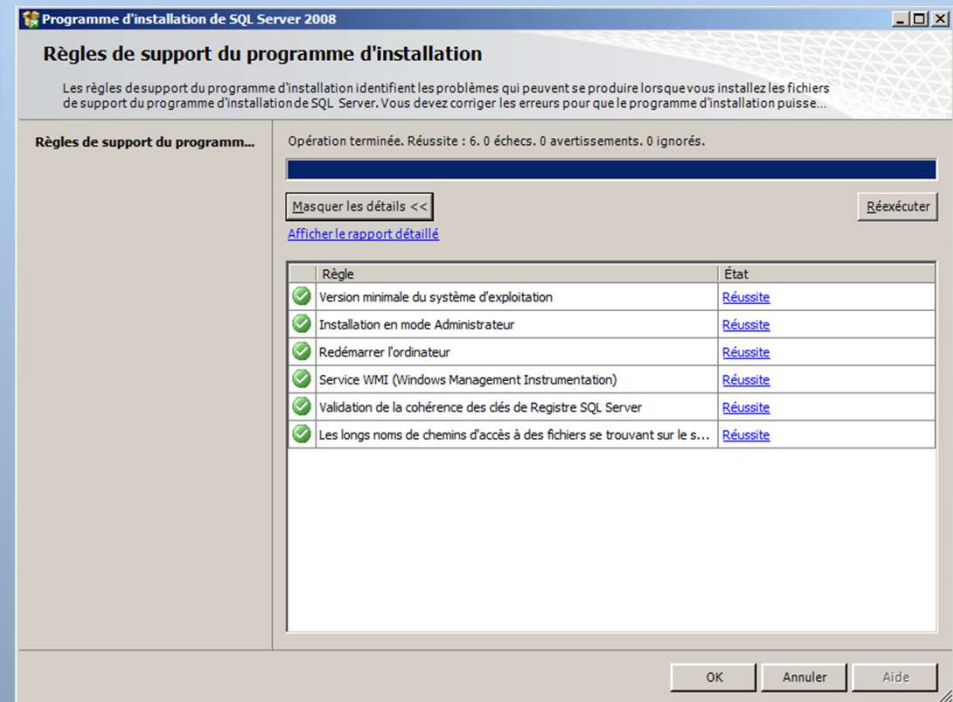 Programme d'installation de SQL Server 2008
Règles de support du programme d'installation
Les règles de support du programme d'installation identifient les problèmes qui peuvent se produire lorsque vous installez les fichiers
de support du programme d'installation de SQL Server. Vous devez corriger les erreurs pour que le programme d'installation puisse...
Règles de support du programm...
Opération terminée. Réussite : 6. 0 échecs. 0 avertissements. 0 ignorés.
Masquer les détails <<
Réexécuter
Afficher le rapport détaillé
Règle État
Version minimale du système d'exploitation Réussite
Installation en mode Administrateur Réussite
Redémarrer l'ordinateur Réussite
Service WMI (Windows Management Instrumentation) Réussite
Validation de la cohérence des clés de Registre SQL Server Réussite
Les longs noms de chemins d'accès à des fichiers se trouvant sur le s... Réussite
OK Annuler Aide